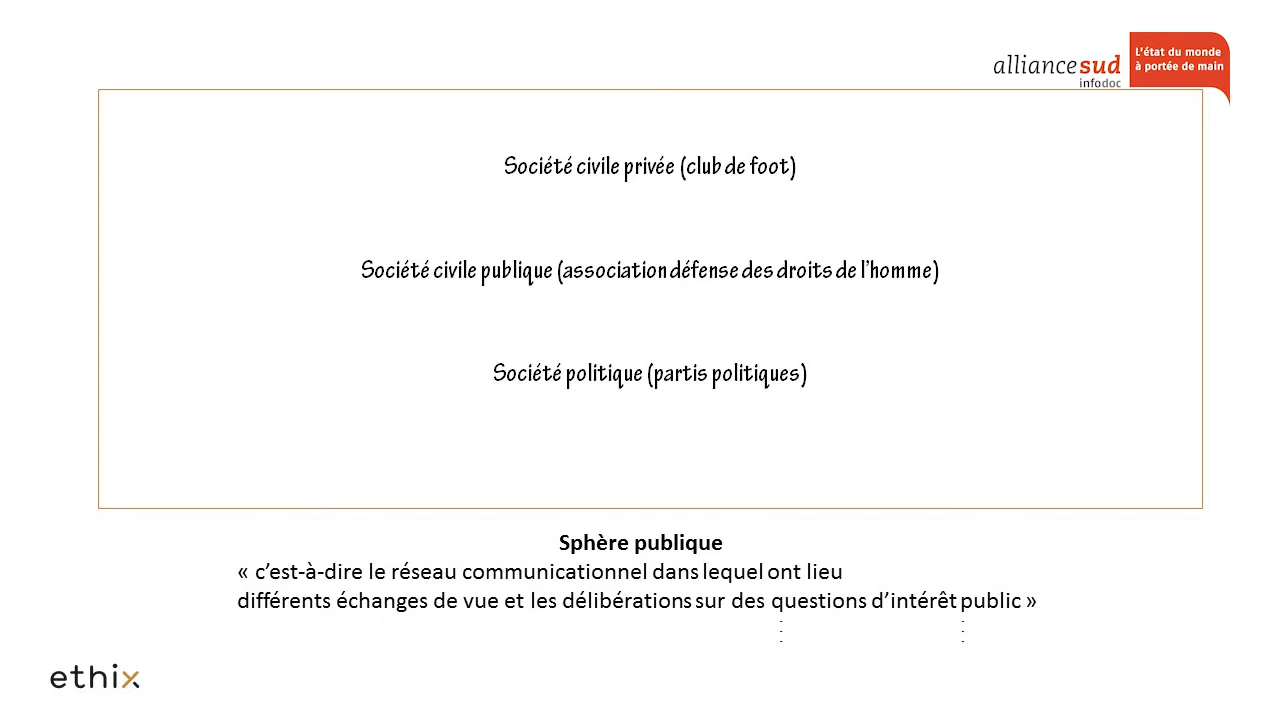 L'état du monde
à portée de main
alliancesud
infodoc
Société civile privée (club de foot)
Société civile publique (association défense des droits de l'homme)
Société politique (partis politiques)
Sphère publique
« c'est-à-dire le réseau communicationnel dans lequel ont lieu
différents échanges de vue et les délibérations sur des questions d'intérêt public »
ethix